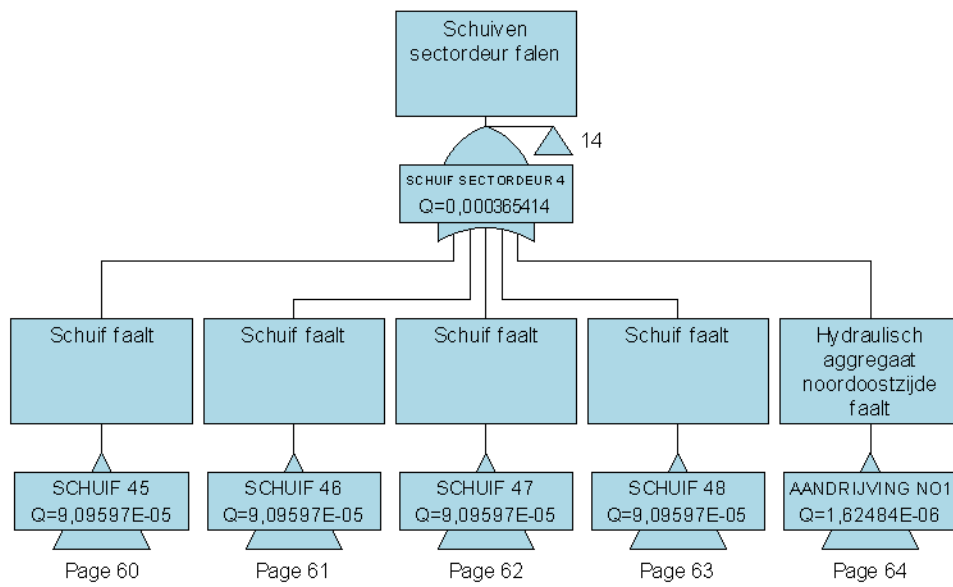 Schuiven
sectordeur falen
14
SCHUIF SECTORDEUR 4
Q=0,000365414
Schuif faalt
Schuif faalt
Schuif faalt
Schuif faalt
Hydraulisch
aggregaat
noordoostzijde
faalt
SCHUIF 45
Q=9,09597E-05
SCHUIF 46
Q=9,09597E-05
SCHUIF 47
Q=9,09597E-05
SCHUIF 48
Q=9,09597E-05
AANDRIJVING NO1
Q=1,62484E-06
Page 60
Page 61
Page 62
Page 63
Page 64